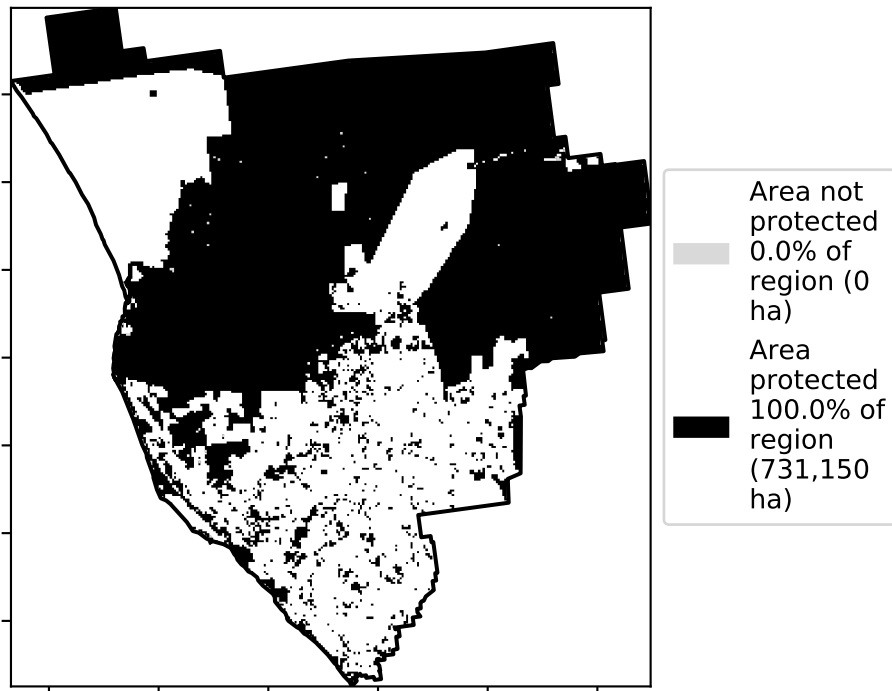 Area not
protected
0.0% of
region (0
ha)
Area
protected
100.0% of
region
(731,150
ha)